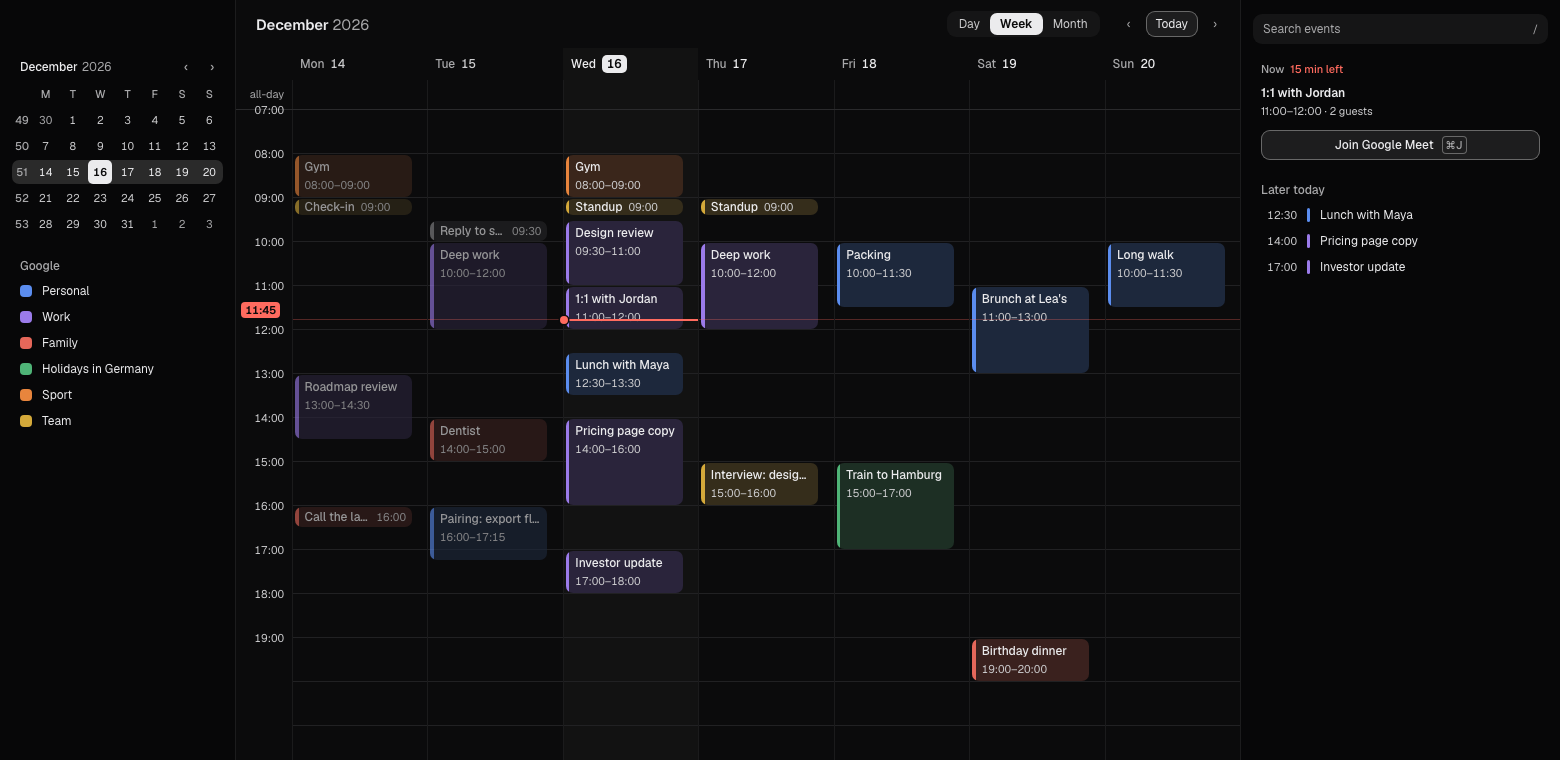 December 2026
‹ ›
M T W T F S S
49 30 1 2 3 4 5 6
50 7 8 9 10 11 12 13
51 14 15 16 17 18 19 20
52 21 22 23 24 25 26 27
53 28 29 30 31 1 2 3
Google
Personal
Work
Family
Holidays in Germany
Sport
Team
December 2026
Day Week Month ‹ Today ›
Mon 14 Tue 15 Wed 16 Thu 17 Fri 18 Sat 19 Sun 20
all-day
07:00
08:00
09:00
10:00
11:00
11:45
12:00
13:00
14:00
15:00
16:00
17:00
18:00
19:00
Gym
08:00–09:00
Check-in 09:00
Roadmap review
13:00–14:30
Call the la… 16:00
Reply to s… 09:30
Deep work
10:00–12:00
Dentist
14:00–15:00
Pairing: export fl…
16:00–17:15
Gym
08:00–09:00
Standup 09:00
Design review
09:30–11:00
1:1 with Jordan
11:00–12:00
Lunch with Maya
12:30–13:30
Pricing page copy
14:00–16:00
Investor update
17:00–18:00
Standup 09:00
Deep work
10:00–12:00
Interview: desig…
15:00–16:00
Packing
10:00–11:30
Train to Hamburg
15:00–17:00
Brunch at Lea's
11:00–13:00
Birthday dinner
19:00–20:00
Long walk
10:00–11:30
Search events /
Now 15 min left
1:1 with Jordan
11:00–12:00 · 2 guests
Join Google Meet ⌘J
Later today
12:30 Lunch with Maya
14:00 Pricing page copy
17:00 Investor update